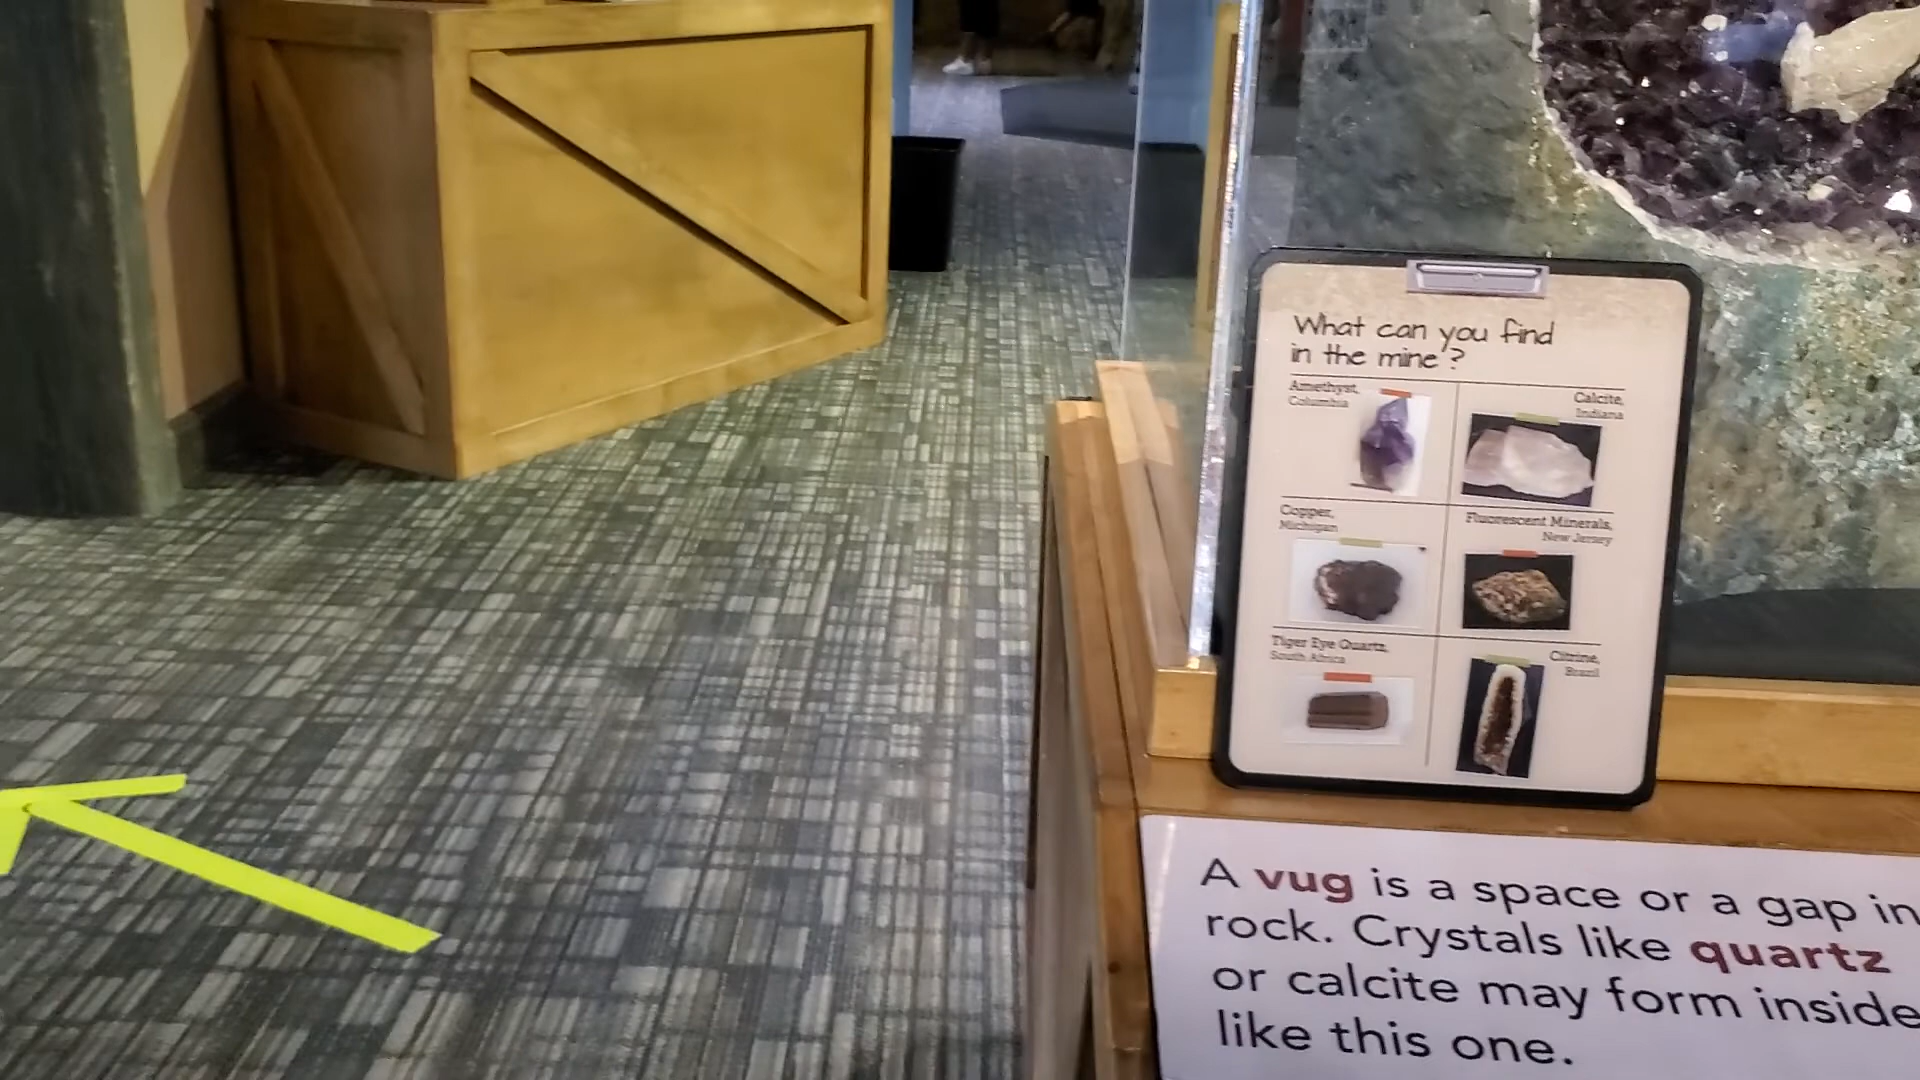 What can you find
in the mine?
Amethyst,
Columbia
Calcite,
Indiana
Copper,
Michigan
Fluorescent Minerals,
New Jersey
Tiger Eye Quartz,
South Africa
Citrine,
Brazil
A vug is a space or a gap in
rock. Crystals like quartz
or calcite may form inside
like this one.